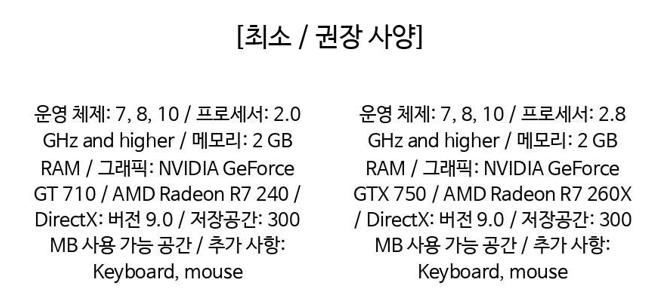 [최소 / 권장 사양]
운영 체제: 7, 8, 10 / 프로세서: 2.0
GHz and higher / 메모리: 2 GB
RAM / 그래픽: NVIDIA GeForce
GT 710 / AMD Radeon R7 240 /
DirectX: 버전 9.0 / 저장공간: 300
MB 사용 가능 공간 / 추가 사항:
Keyboard, mouse
운영 체제: 7, 8, 10 / 프로세서: 2.8
GHz and higher / 메모리: 2 GB
RAM / 그래픽: NVIDIA GeForce
GTX 750 / AMD Radeon R7 260X
/ DirectX: 버전 9.0 / 저장공간: 300
MB 사용 가능 공간 / 추가 사항:
Keyboard, mouse